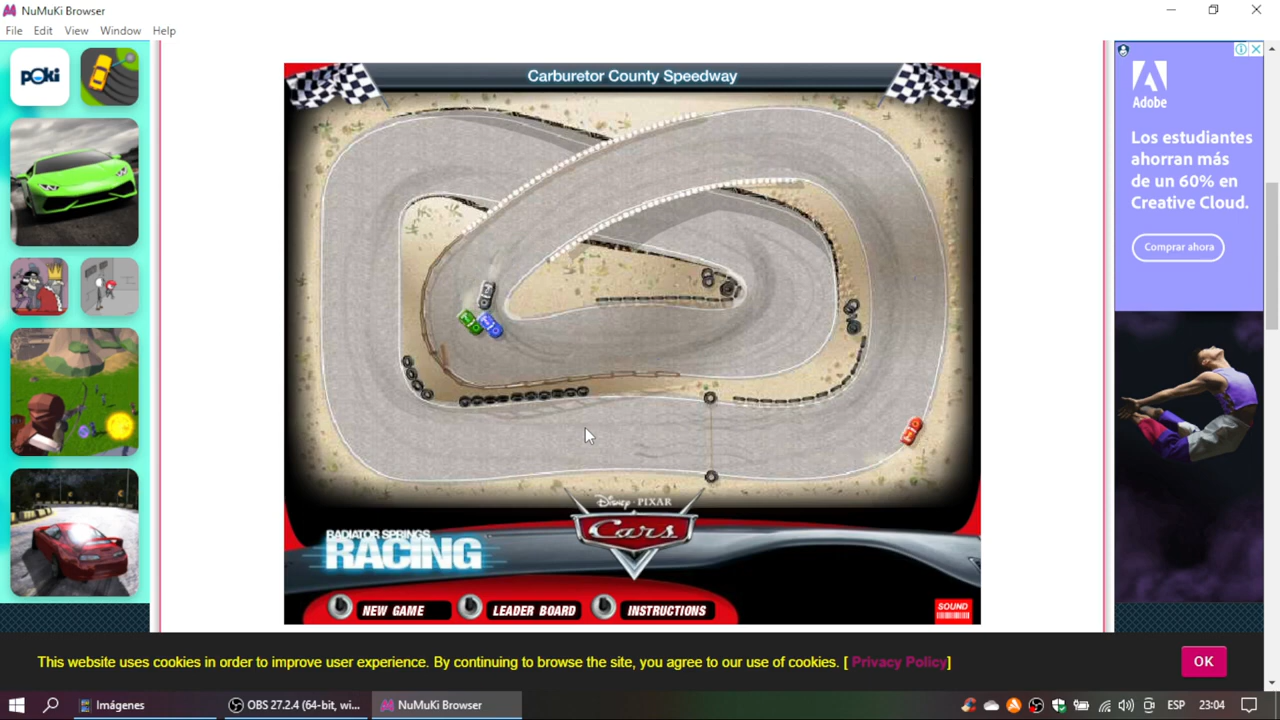 NuMuKi Browser
File Edit View Window Help
poki
Carburetor County Speedway
Adobe
Los estudiantes
ahorran más
de un 60% en
Creative Cloud.
Comprar ahora
DISNEY·PIXAR
Cars
RADIATOR SPRINGS
RACING
NEW GAME
LEADER BOARD
INSTRUCTIONS
SOUND
This website uses cookies in order to improve user experience. By continuing to browse the site, you agree to our use of cookies. [ Privacy Policy]
OK
Imágenes
OBS 27.2.4 (64-bit, wi...
NuMuKi Browser
ESP
23:04